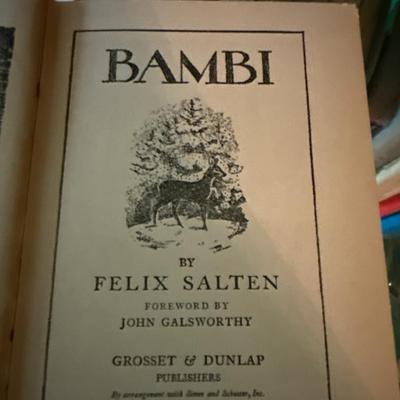 BAMBI
BY
FELIX SALTEN
FOREWORD BY
JOHN GALSWORTHY
GROSSET & DUNLAP
PUBLISHERS
By arrangement with Simon and Schuster, Inc.